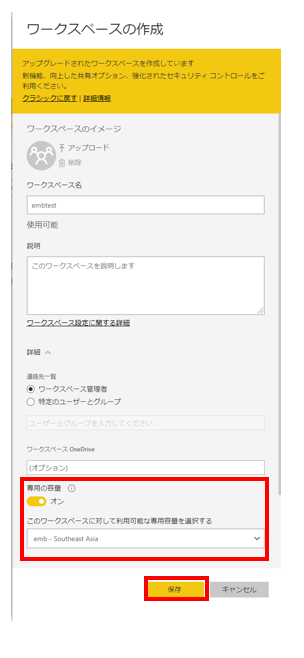 ワークスペースの作成
アップグレードされたワークスペースを作成しています
新機能、向上した共有オプション、強化されたセキュリティ コントロールをご
利用ください。
クラシックに戻す | 詳細情報
ワークスペースのイメージ
アップロード
削除
ワークスペース名
embtest
使用可能
説明
このワークスペースを説明します
ワークスペース設定に関する詳細
詳細
連絡先一覧
ワークスペース管理者
特定のユーザーとグループ
ユーザーとグループを入力してください
ワークスペース OneDrive
(オプション)
専用の容量
オン
このワークスペースに対して利用可能な専用容量を選択する
emb - Southeast Asia
保存
キャンセル